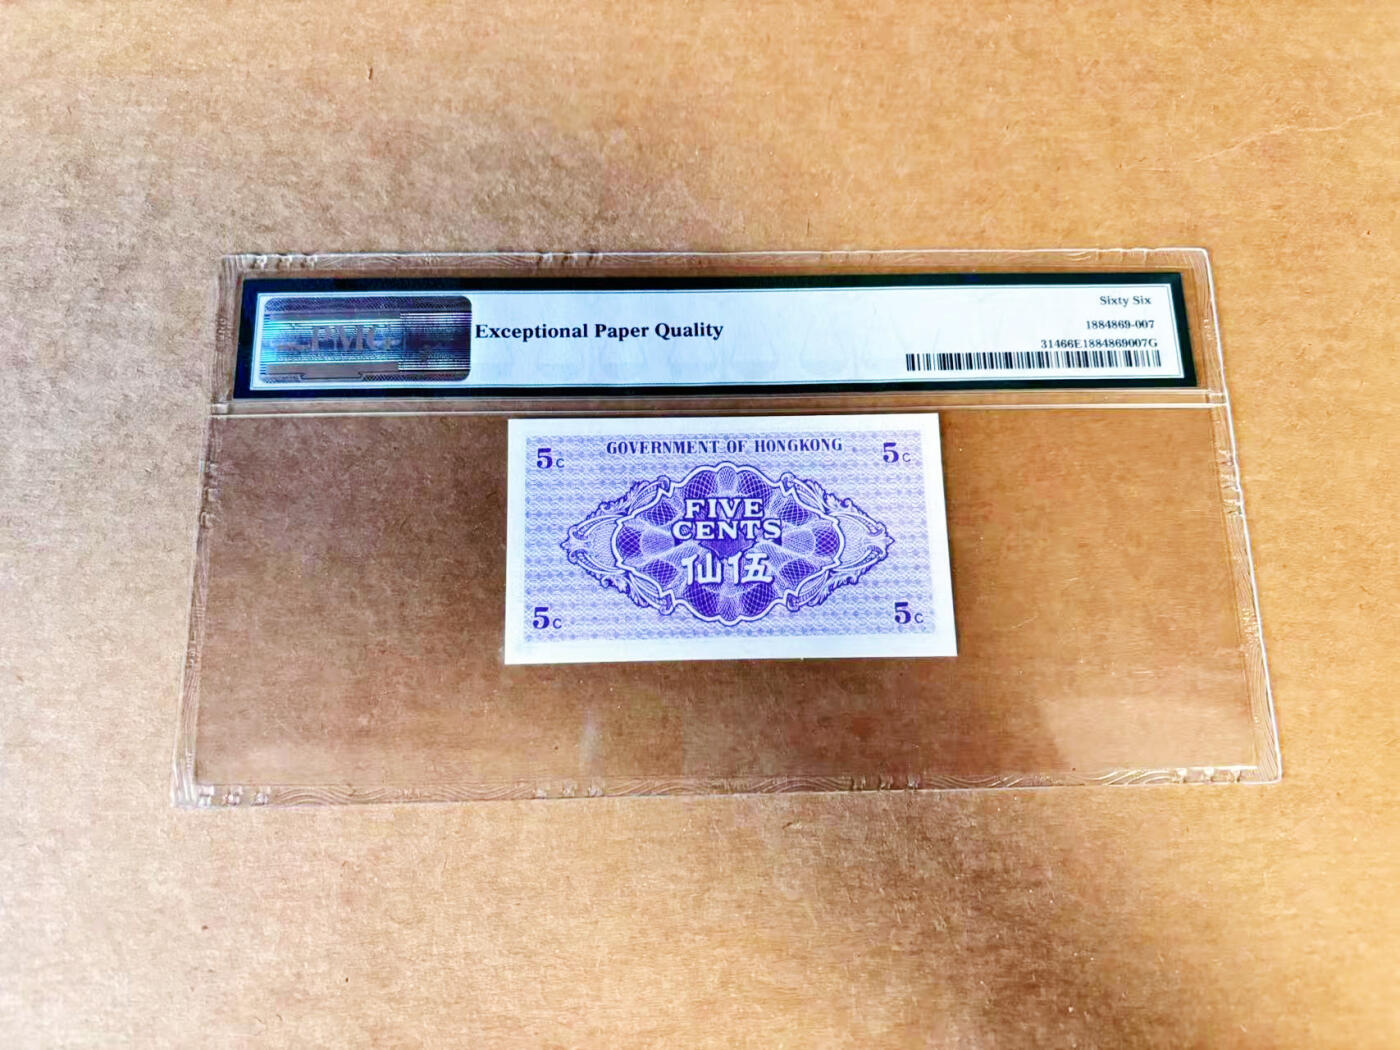 PMG
Exceptional Paper Quality
Sixty Six
1884869-007
31466E1884869007G
GOVERNMENT OF HONGKONG
5c
5c
FIVE
CENTS
仙伍
5c
5c